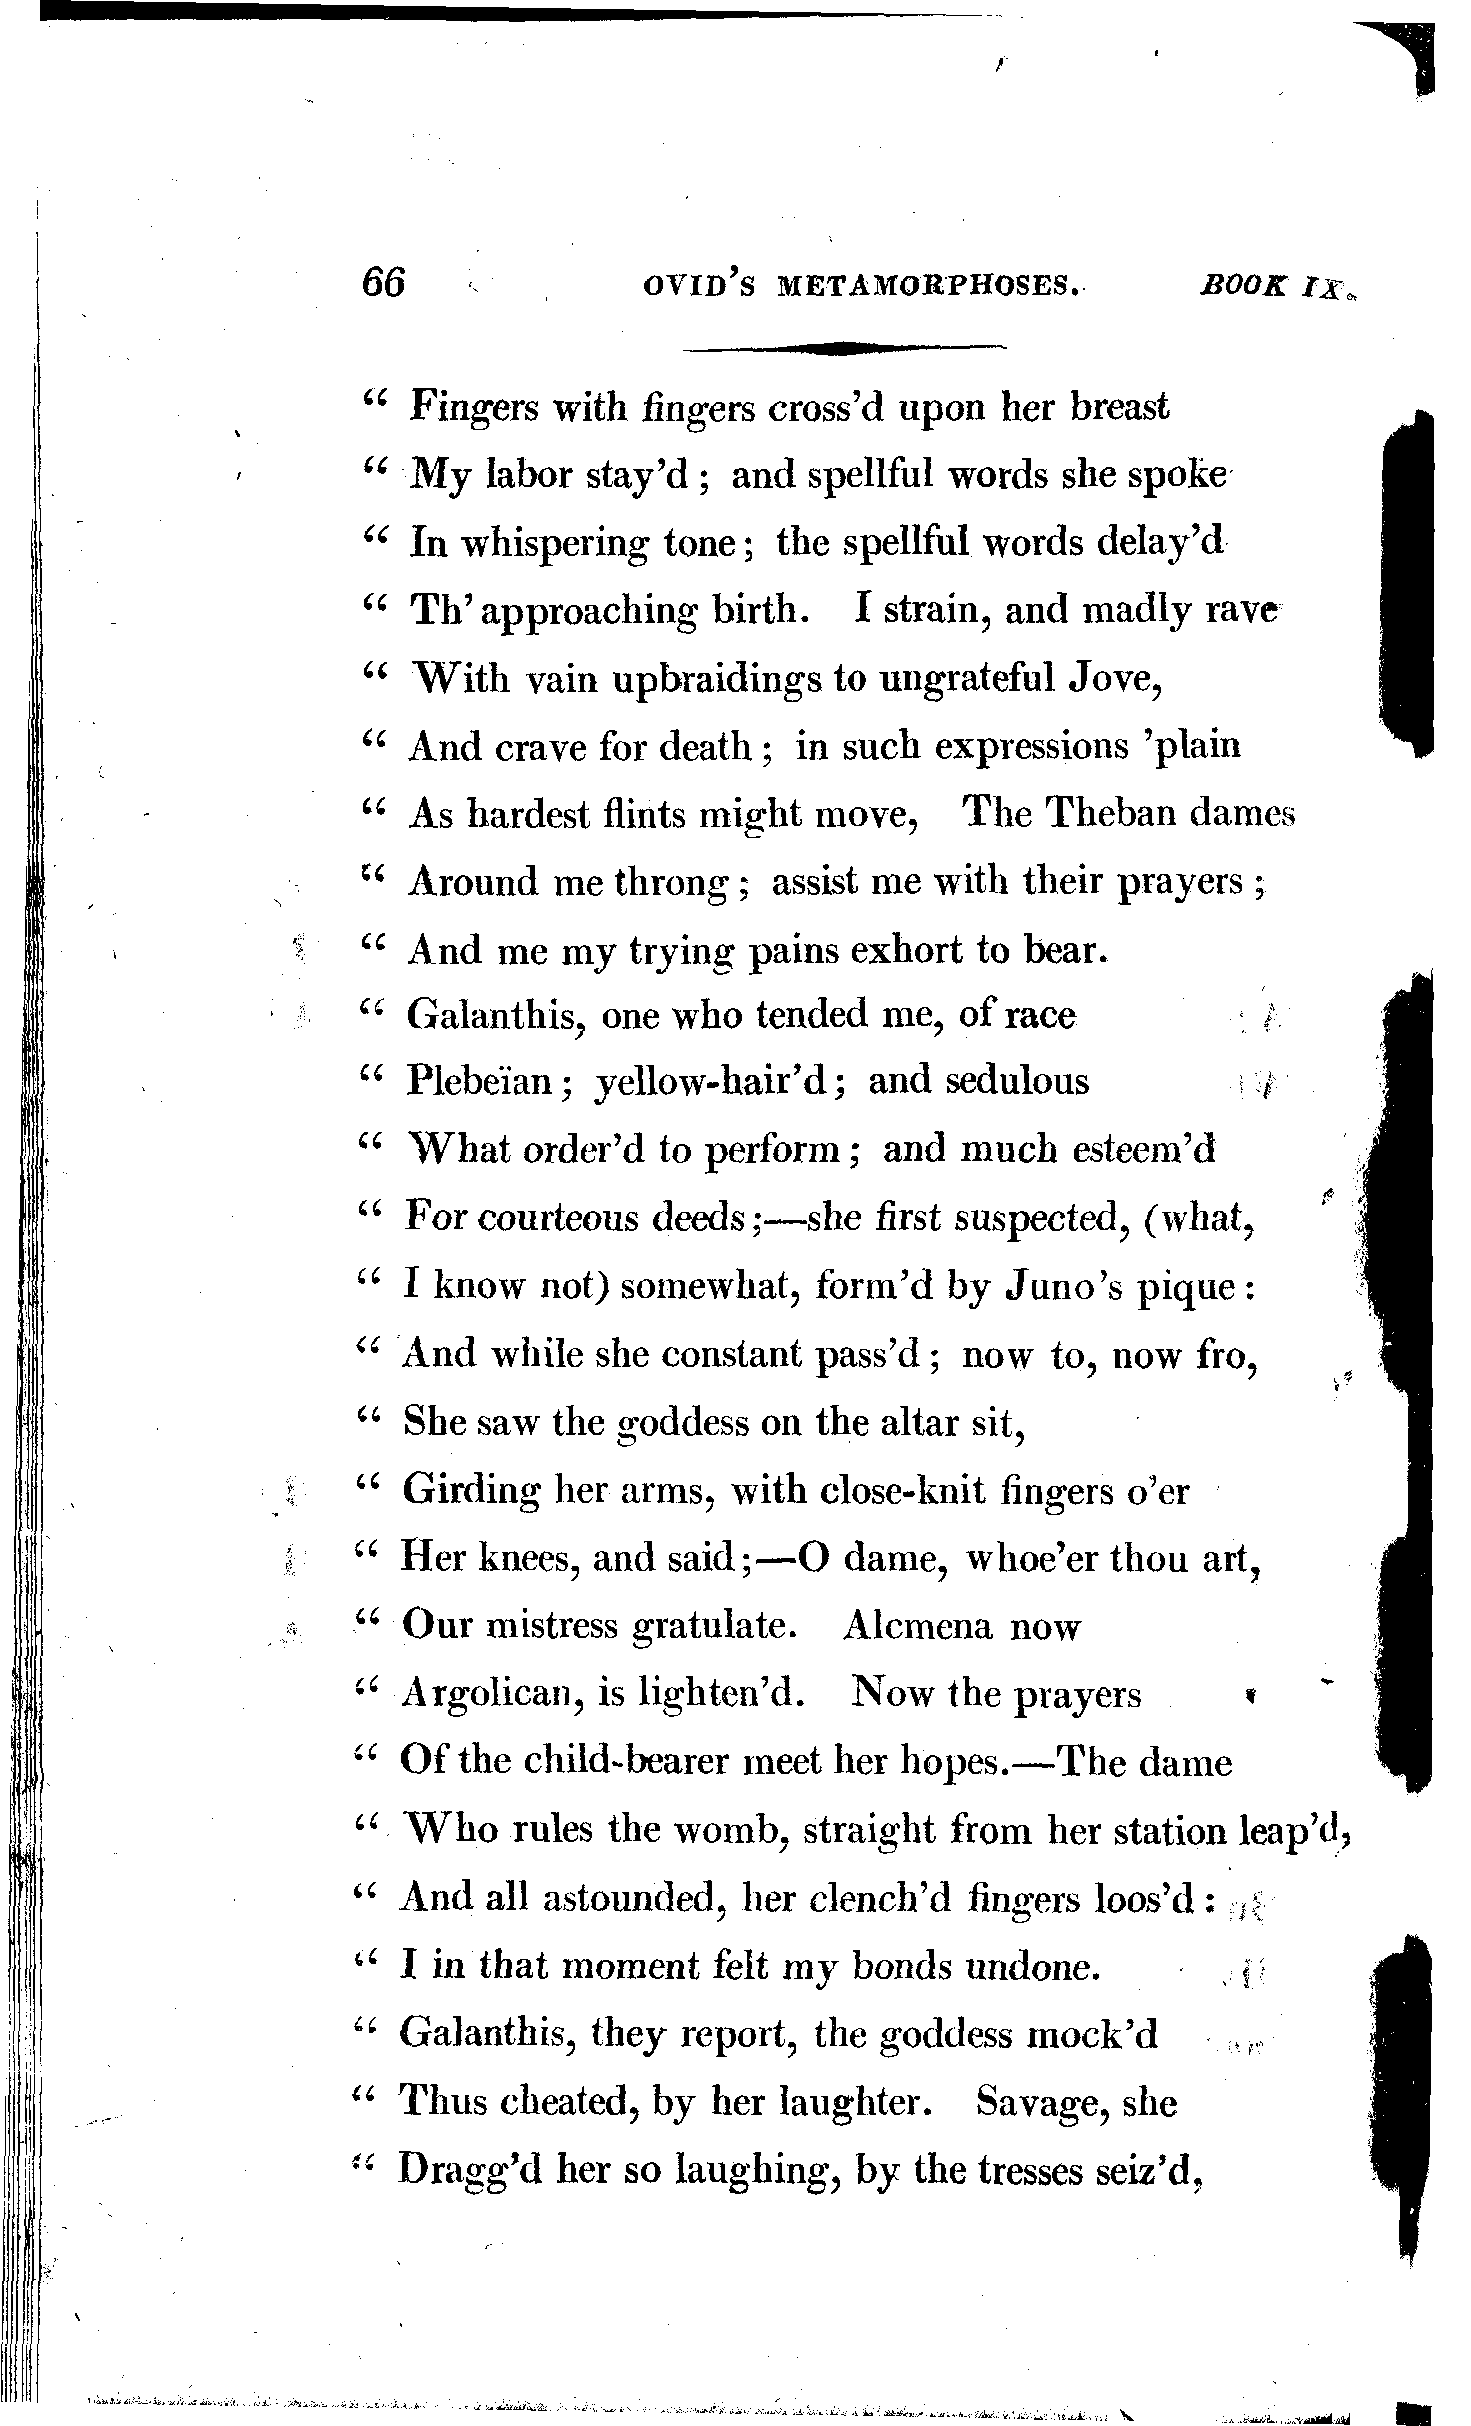 66 OVID'S METAMORPHOSES. BOOK IX.
“ Fingers with fingers cross'd upon her breast
“ My labor stay'd ; and spellful words she spoke
“ In whispering tone ; the spellful words delay'd
“ Th' approaching birth. I strain, and madly rave
“ With vain upbraidings to ungrateful Jove,
“ And crave for death ; in such expressions 'plain
“ As hardest flints might move, The Theban dames
“ Around me throng ; assist me with their prayers ;
“ And me my trying pains exhort to bear.
“ Galanthis, one who tended me, of race
“ Plebeïan ; yellow-hair'd ; and sedulous
“ What order'd to perform ; and much esteem'd
“ For courteous deeds ;—she first suspected, (what,
“ I know not) somewhat, form'd by Juno's pique :
“ And while she constant pass'd ; now to, now fro,
“ She saw the goddess on the altar sit,
“ Girding her arms, with close-knit fingers o'er
“ Her knees, and said ;—O dame, whoe'er thou art,
“ Our mistress gratulate. Alcmena now
“ Argolican, is lighten'd. Now the prayers
“ Of the child-bearer meet her hopes.—The dame
“ Who rules the womb, straight from her station leap'd,
“ And all astounded, her clench'd fingers loos'd :
“ I in that moment felt my bonds undone.
“ Galanthis, they report, the goddess mock'd
“ Thus cheated, by her laughter. Savage, she
“ Dragg'd her so laughing, by the tresses seiz'd,